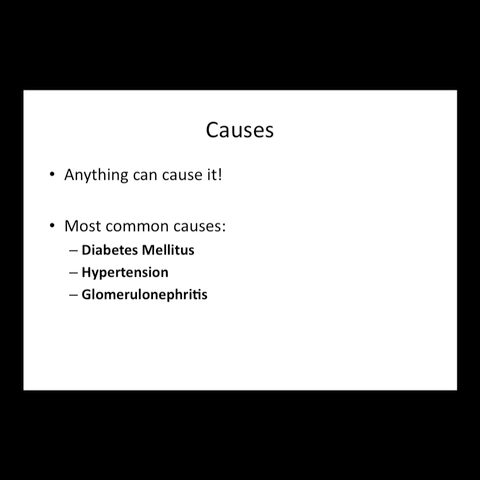 Causes
• Anything can cause it!
• Most common causes:
– Diabetes Mellitus
– Hypertension
– Glomerulonephritis